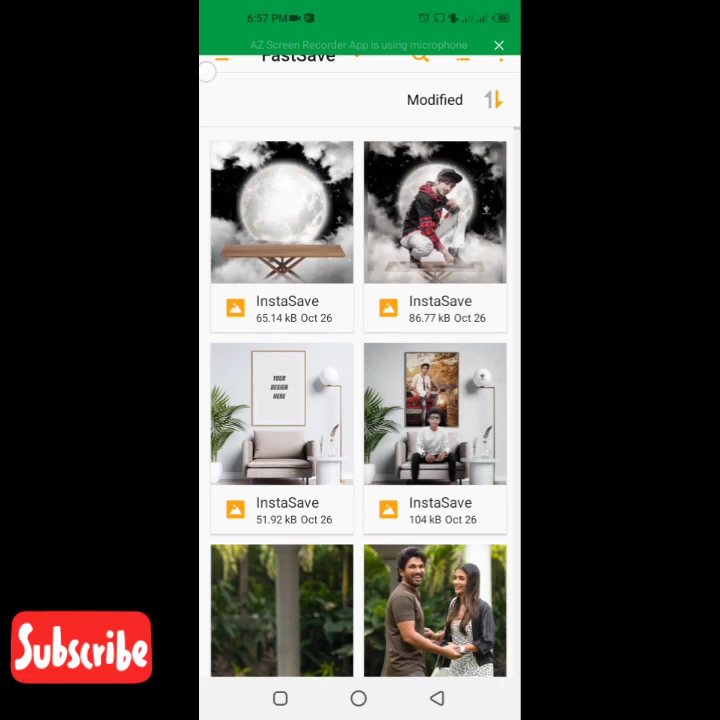 6:57 PM
AZ Screen Recorder App is using microphone
FastSave
Modified
YOUR
DESIGN
HERE
InstaSave
65.14 kB Oct 26
InstaSave
86.77 kB Oct 26
InstaSave
51.92 kB Oct 26
InstaSave
104 kB Oct 26
Subscribe